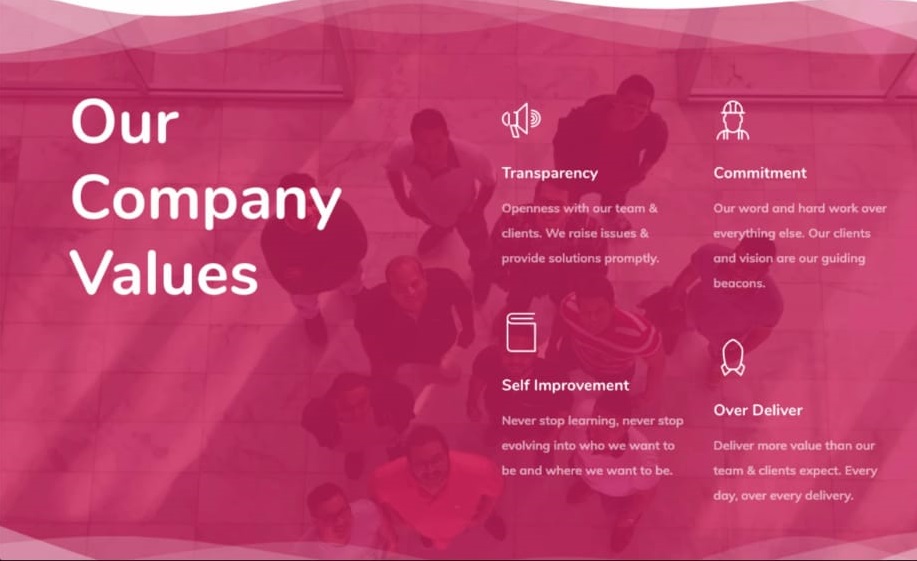 Our
Company
Values
Transparency
Openness with our team &
clients. We raise issues &
provide solutions promptly.
Commitment
Our word and hard work over
everything else. Our clients
and vision are our guiding
beacons.
Self Improvement
Never stop learning, never stop
evolving into who we want to
be and where we want to be.
Over Deliver
Deliver more value than our
team & clients expect. Every
day, over every delivery.